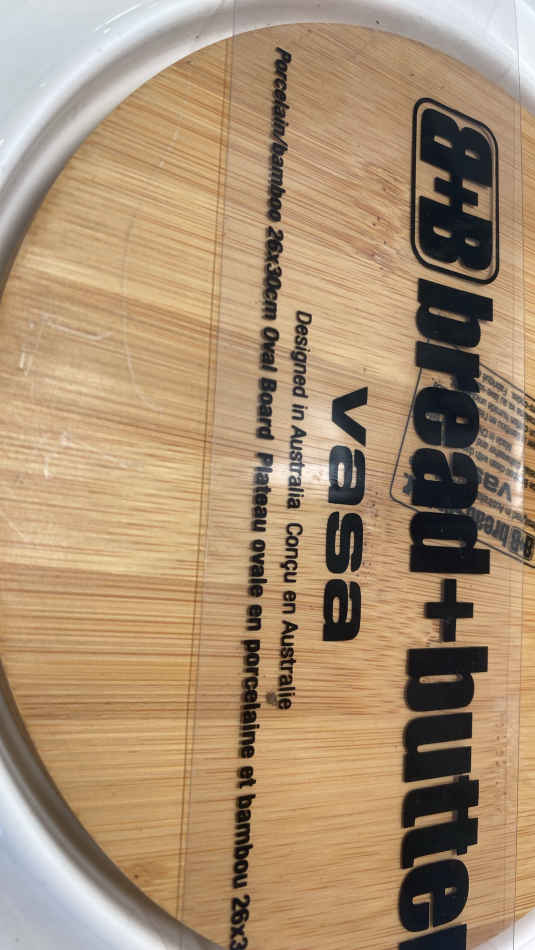 B+B bread+butter
vasa
Designed in Australia Conçu en Australie
Porcelain/bamboo 26x30cm Oval Board Plateau ovale en porcelaine et bambou 26x3